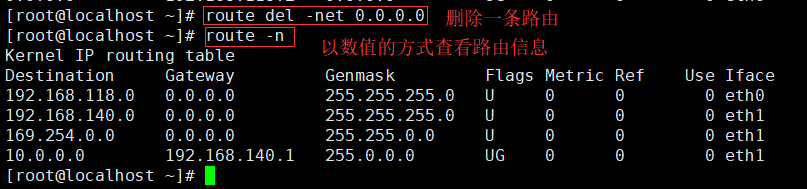 [root@localhost ~]# route del -net 0.0.0.0 删除一条路由
[root@localhost ~]# route -n
以数值的方式查看路由信息
Kernel IP routing table
Destination Gateway Genmask Flags Metric Ref Use Iface
192.168.118.0 0.0.0.0 255.255.255.0 U 0 0 0 eth0
192.168.140.0 0.0.0.0 255.255.255.0 U 0 0 0 eth1
169.254.0.0 0.0.0.0 255.255.0.0 U 0 0 0 eth1
10.0.0.0 192.168.140.1 255.0.0.0 UG 0 0 0 eth1
[root@localhost ~]#